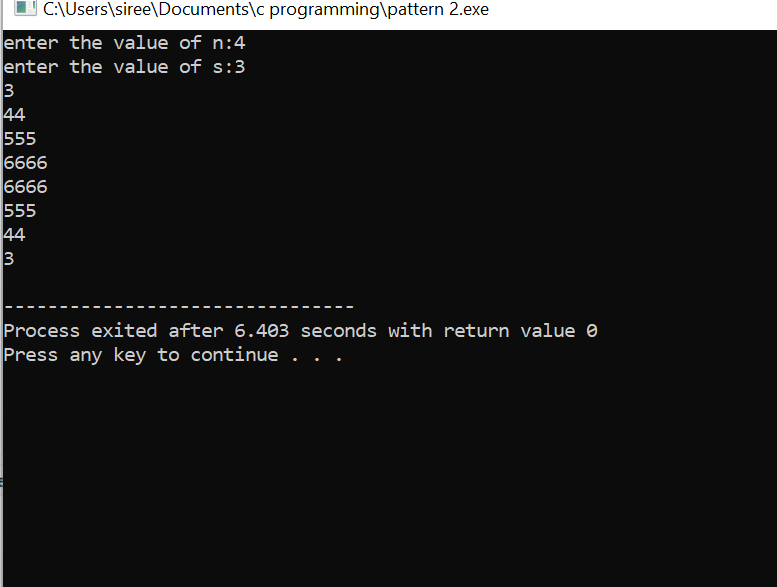 C:\Users\siree\Documents\c programming\pattern 2.exe
enter the value of n:4
enter the value of s:3
3
44
555
6666
6666
555
44
3
--------------------------------
Process exited after 6.403 seconds with return value 0
Press any key to continue . . .